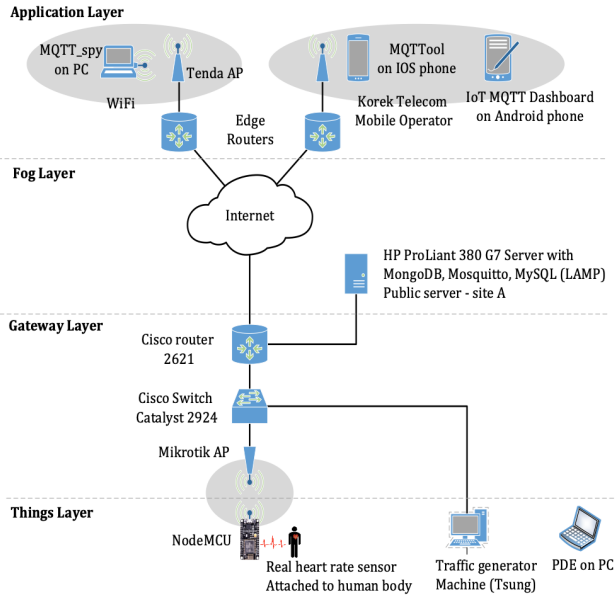 Application Layer
MQTT_spy
on PC
Tenda AP
WiFi
MQTTool
on IOS phone
Korek Telecom
Mobile Operator
IoT MQTT Dashboard
on Android phone
Edge
Routers
Fog Layer
Internet
HP ProLiant 380 G7 Server with
MongoDB, Mosquitto, MySQL (LAMP)
Public server - site A
Gateway Layer
Cisco router
2621
Cisco Switch
Catalyst 2924
Mikrotik AP
Things Layer
NodeMCU
Real heart rate sensor
Attached to human body
Traffic generator
Machine (Tsung)
PDE on PC